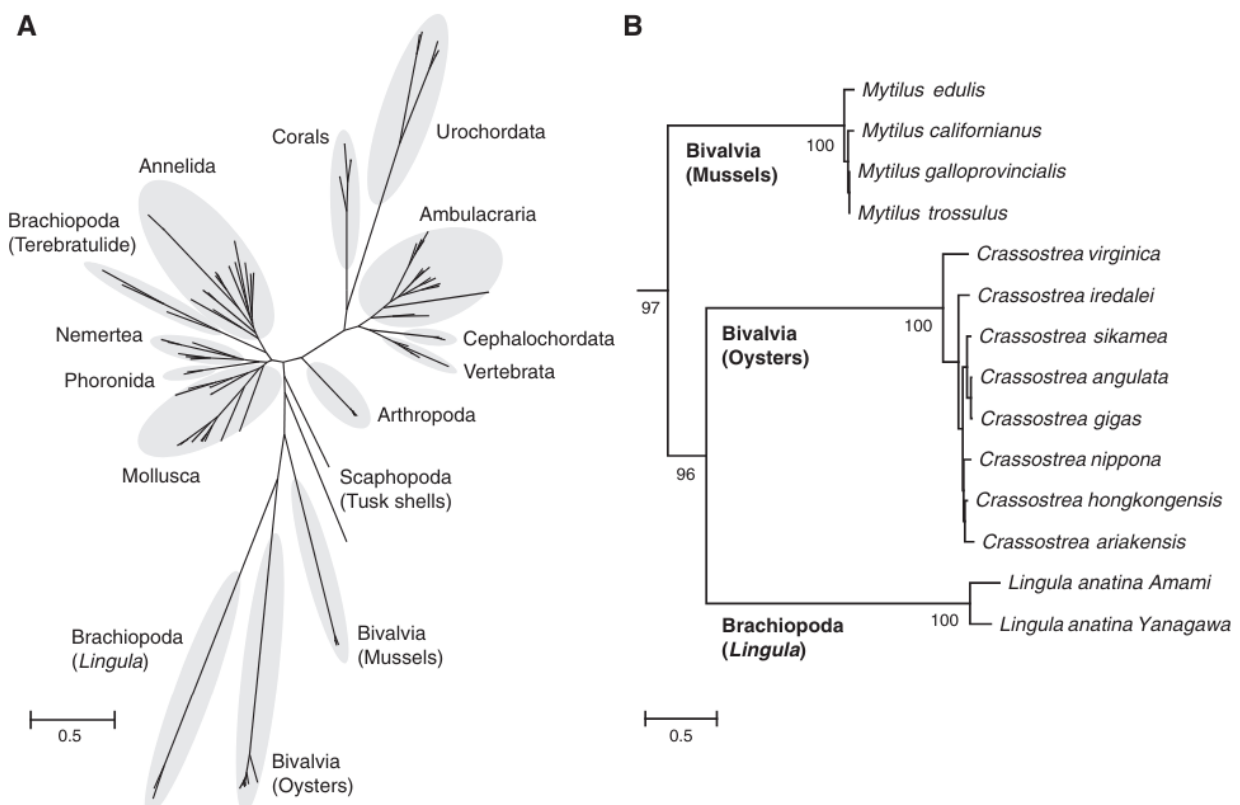 A
Corals
Urochordata
Annelida
Brachiopoda
(Terebratulide)
Ambulacraria
Nemertea
Cephalochordata
Phoronida
Vertebrata
Arthropoda
Mollusca
Scaphopoda
(Tusk shells)
Brachiopoda
(Lingula)
Bivalvia
(Mussels)
0.5
Bivalvia
(Oysters)
B
Mytilus edulis
Mytilus californianus
100
Bivalvia
(Mussels)
Mytilus galloprovincialis
Mytilus trossulus
Crassostrea virginica
Crassostrea iredalei
97
100
Bivalvia
(Oysters)
Crassostrea sikamea
Crassostrea angulata
Crassostrea gigas
Crassostrea nippona
96
Crassostrea hongkongensis
Crassostrea ariakensis
Lingula anatina Amami
100
Lingula anatina Yanagawa
Brachiopoda
(Lingula)
0.5